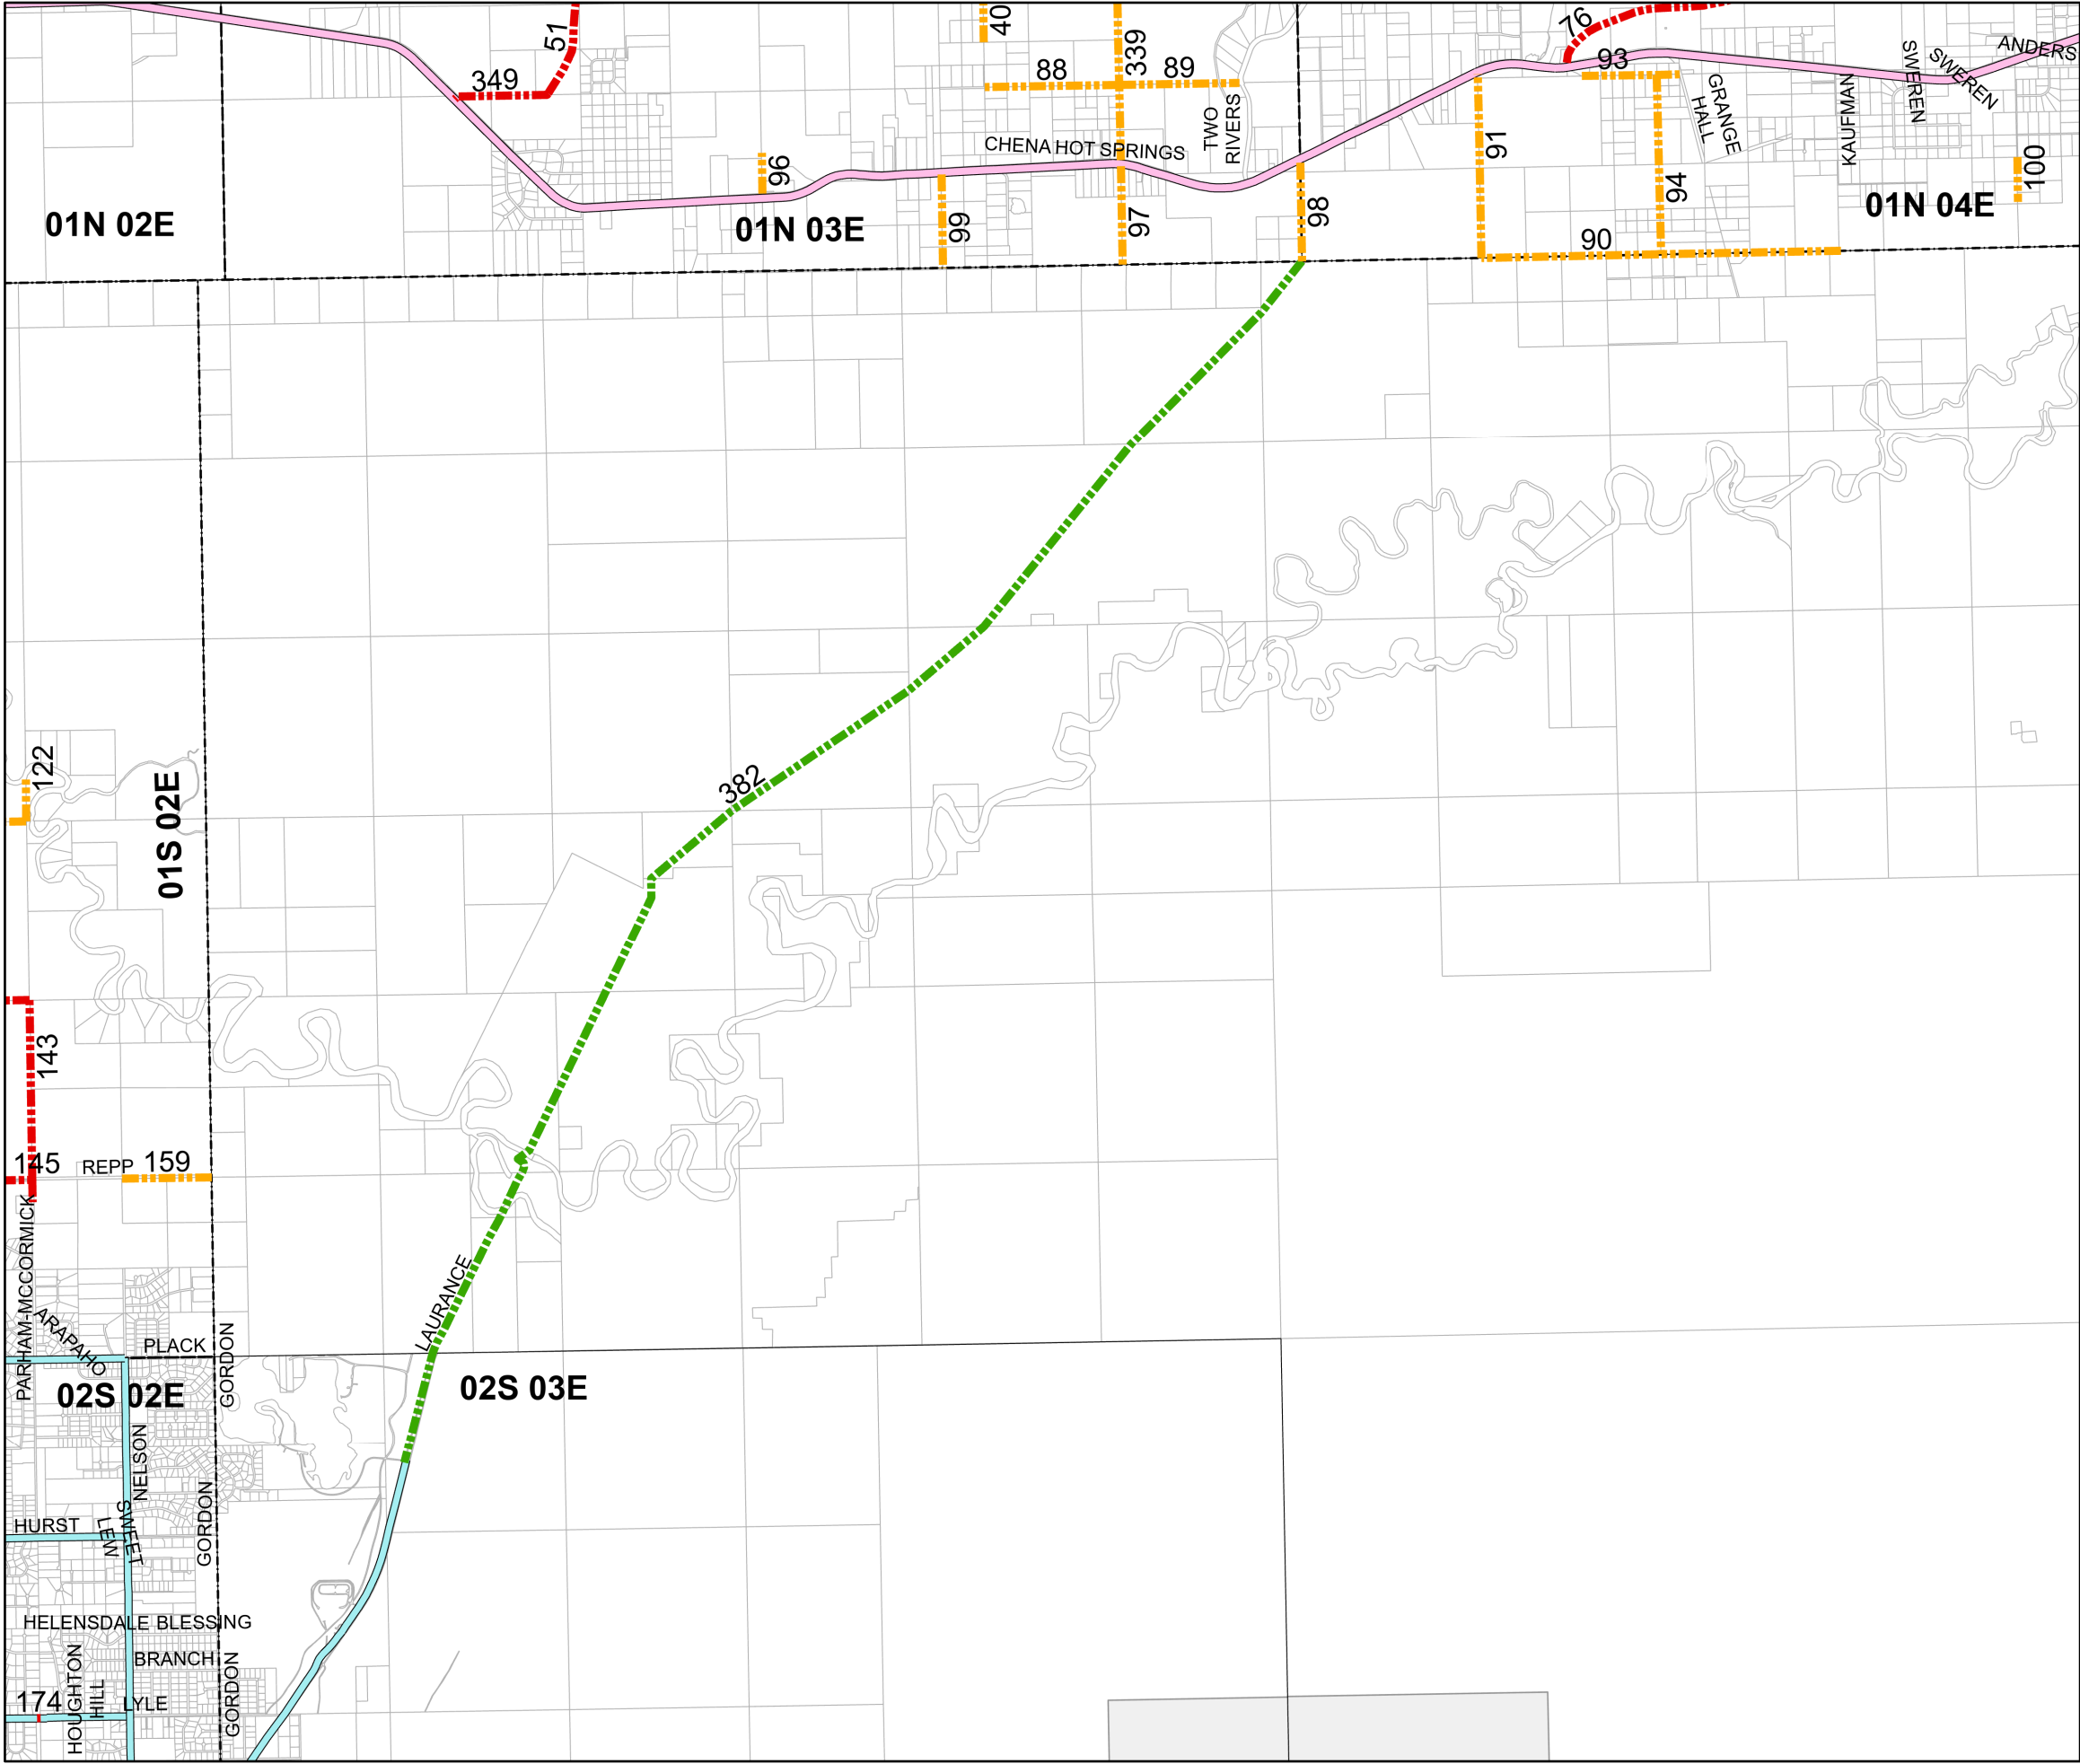 40
339
51
76
ANDERS
SWEREN
SWEREN
93
88
89
349
GRANGE
HALL
KAUFMAN
TWO
RIVERS
CHENA HOT SPRINGS
91
96
100
94
01N 02E
01N 03E
99
97
98
01N 04E
90
122
382
01S 02E
143
145
REPP
159
PARHAM-MCCORMICK
LAURANCE
ARAPAHO
PLACK
GORDON
02S 02E
02S 03E
NELSON
SWEET
LEW
HURST
GORDON
HELENSDALE BLESSING
BRANCH
HOUGHTON
HILL
GORDON
174
LYLE